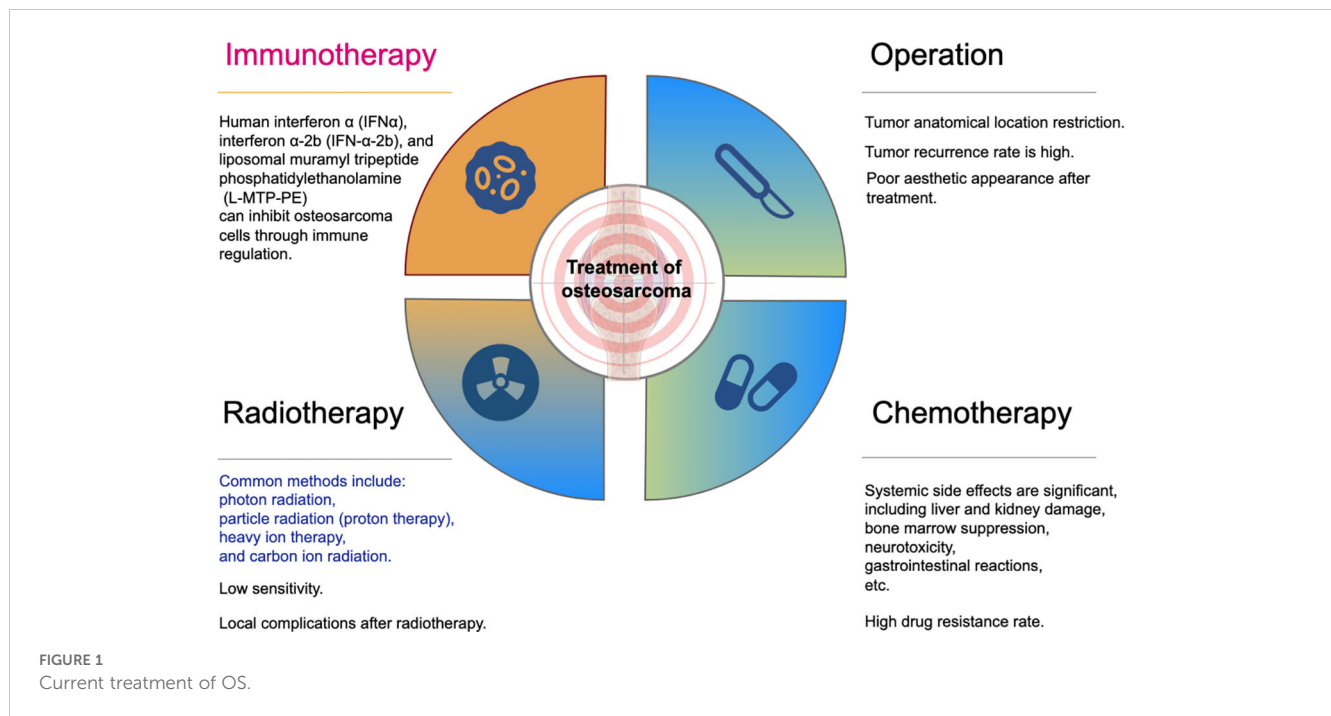 Immunotherapy
Human interferon α (IFNα),
interferon α-2b (IFN-α-2b), and
liposomal muramyl tripeptide
phosphatidylethanolamine
(L-MTP-PE)
can inhibit osteosarcoma
cells through immune
regulation.
Operation
Tumor anatomical location restriction.
Tumor recurrence rate is high.
Poor aesthetic appearance after
treatment.
Treatment of
osteosarcoma
Radiotherapy
Common methods include:
photon radiation,
particle radiation (proton therapy),
heavy ion therapy,
and carbon ion radiation.
Low sensitivity.
Local complications after radiotherapy.
Chemotherapy
Systemic side effects are significant,
including liver and kidney damage,
bone marrow suppression,
neurotoxicity,
gastrointestinal reactions,
etc.
High drug resistance rate.
FIGURE 1
Current treatment of OS.